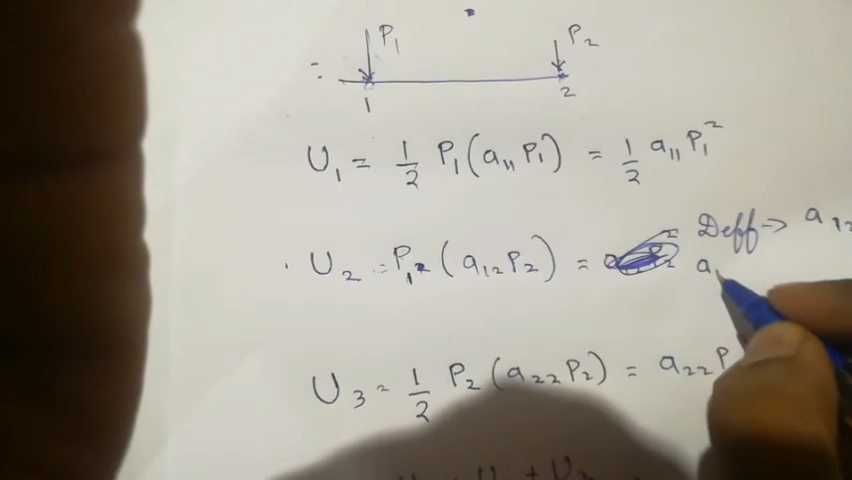 P₁ P₂
1 2
U₁ = 1/2 P₁(a₁₁ P₁) = 1/2 a₁₁ P₁²
Deff → a₁₂
U₂ = P₁ (a₁₂ P₂) = a
U₃ = 1/2 P₂ (a₂₂ P₂) = a₂₂ P